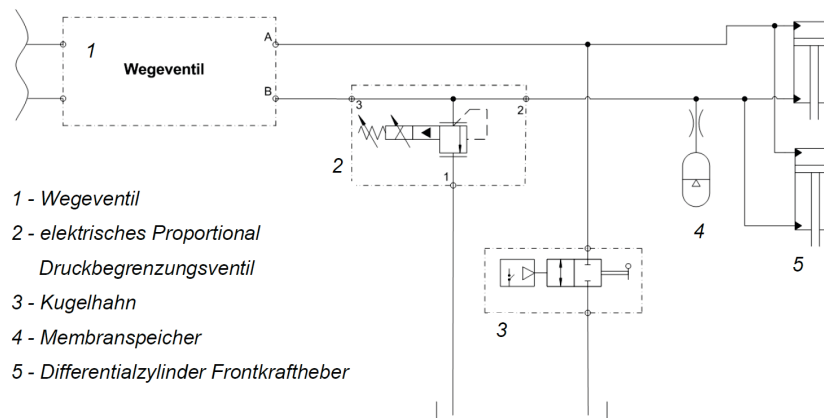 1
Wegeventil
A
B
3
2
1
2
3
4
5
1 - Wegeventil
2 - elektrisches Proportional
Druckbegrenzungsventil
3 - Kugelhahn
4 - Membranspeicher
5 - Differentialzylinder Frontkraftheber